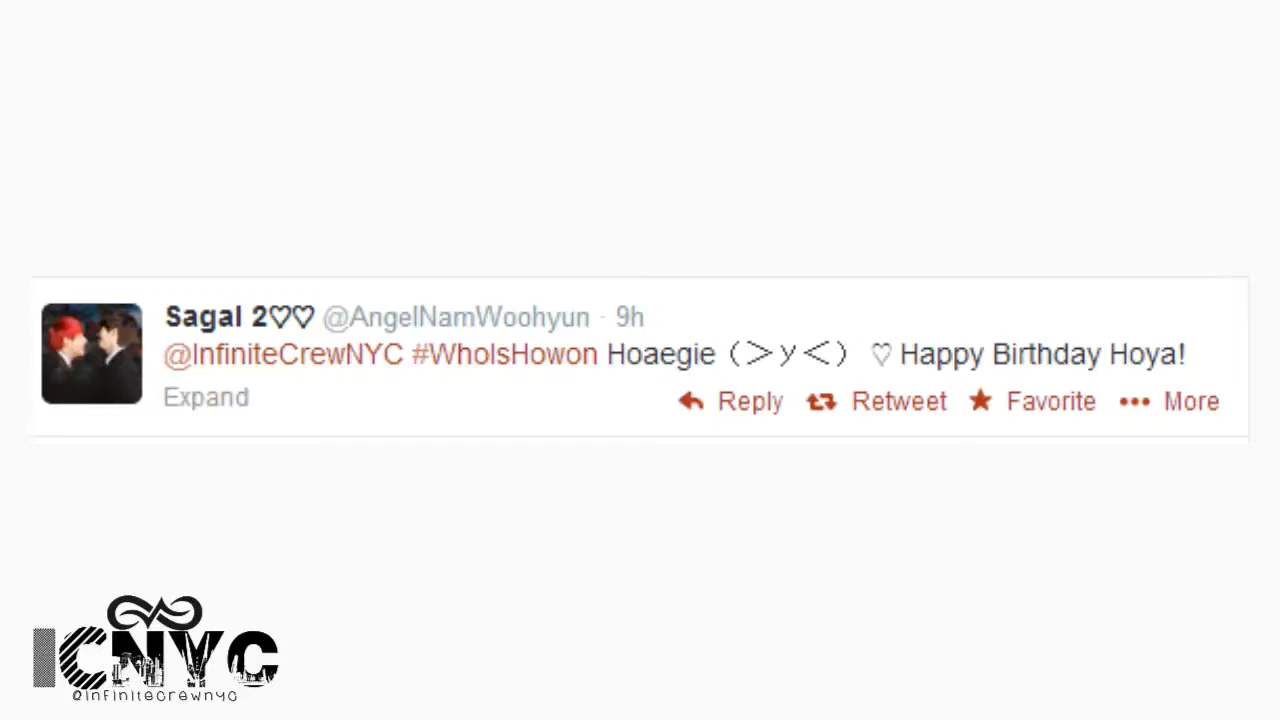 Sagal 2♡♡ @AngelNamWoohyun · 9h
@InfiniteCrewNYC #WhoIsHowon Hoaegie (＞y＜) ♡ Happy Birthday Hoya!
Expand Reply Retweet Favorite More
ICNYC
@infinitecrewnyc